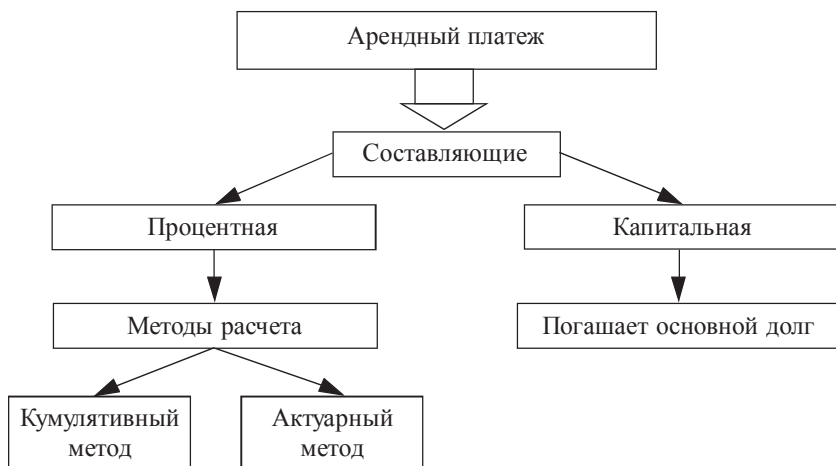 Арендный платеж
Составляющие
Процентная
Капитальная
Методы расчета
Погашает основной долг
Кумулятивный
метод
Актуарный
метод